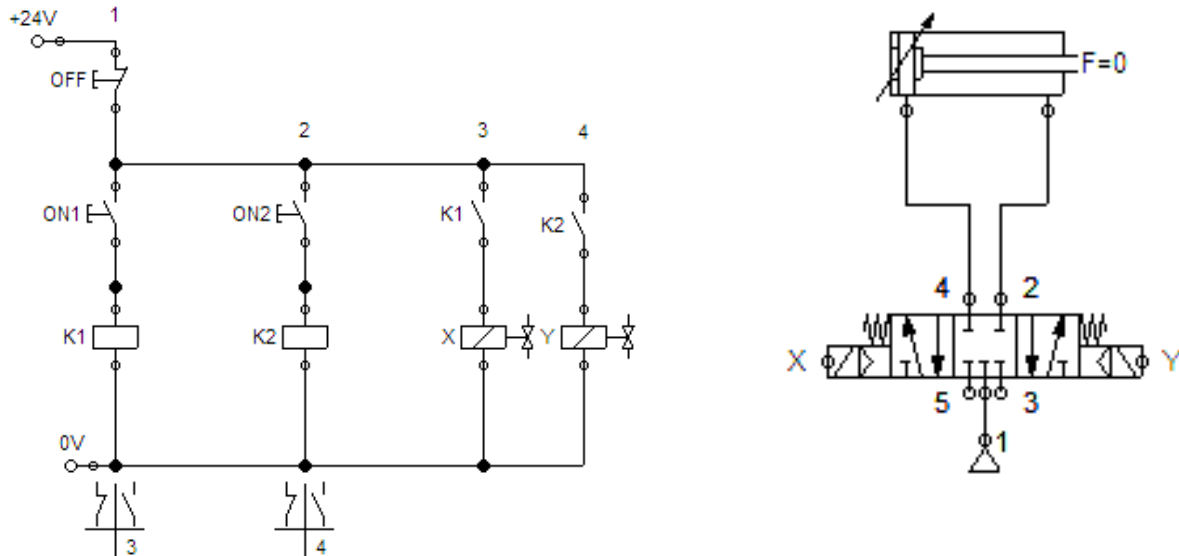 +24V 1
OFF
2 3 4
ON1 ON2 K1 K2
K1 K2 X Y
0V
3 4
F=0
4 2
X Y
5 3
1